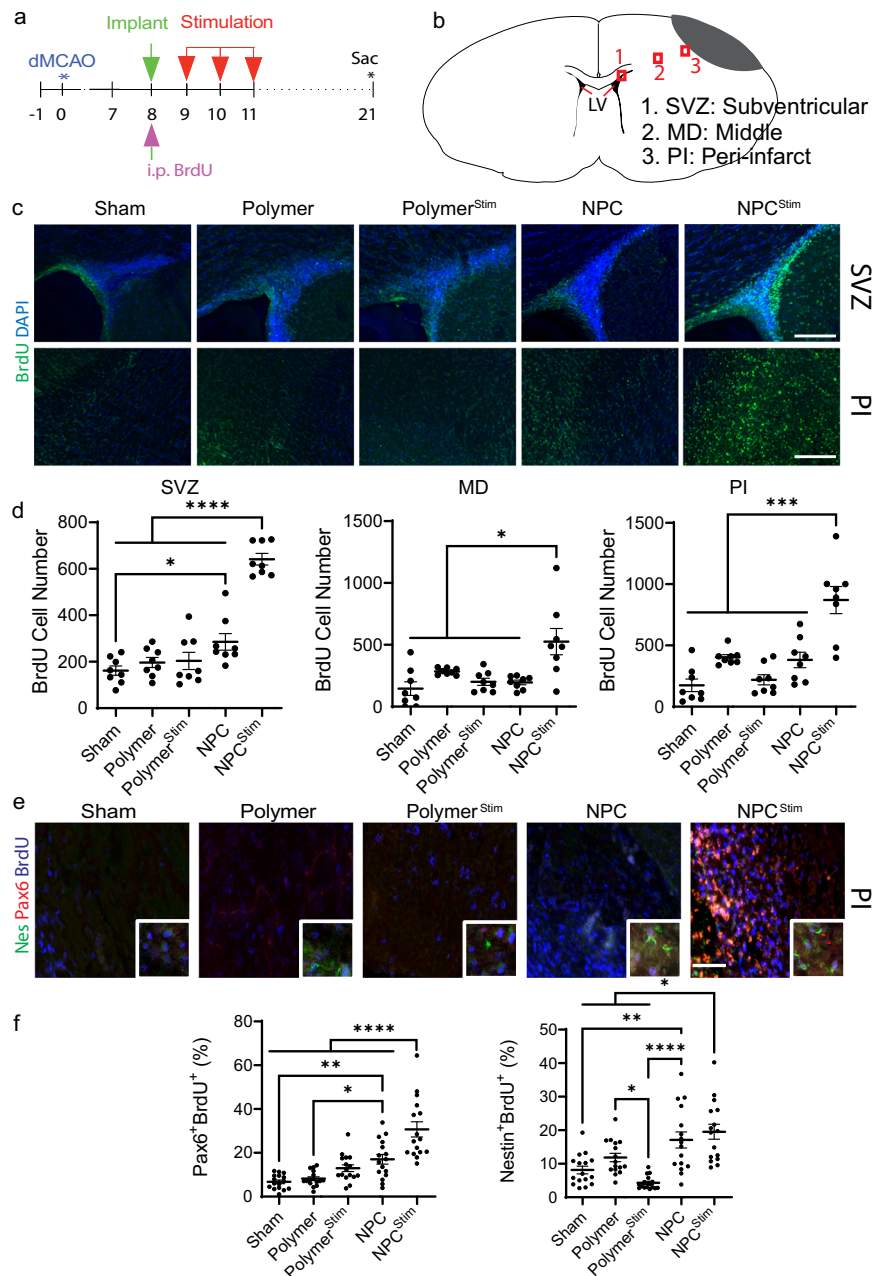 a
Implant
Stimulation
dMCAO
*
Sac
*
-1 0 7 8 9 10 11 21
i.p. BrdU
b
1
2
3
LV
1. SVZ: Subventricular
2. MD: Middle
3. PI: Peri-infarct
c
Sham Polymer Polymer^Stim NPC NPC^Stim
BrdU DAPI
SVZ
PI
d
SVZ
BrdU Cell Number
800
600
400
200
0
****
*
Sham Polymer Polymer^Stim NPC NPC^Stim
MD
BrdU Cell Number
1500
1000
500
0
*
Sham Polymer Polymer^Stim NPC NPC^Stim
PI
BrdU Cell Number
1500
1000
500
0
***
Sham Polymer Polymer^Stim NPC NPC^Stim
e
Sham Polymer Polymer^Stim NPC NPC^Stim
Nes Pax6 BrdU
PI
f
Pax6+BrdU+ (%)
80
60
40
20
0
****
**
*
Sham Polymer Polymer^Stim NPC NPC^Stim
Nestin+BrdU+ (%)
50
40
30
20
10
0
*
**
****
*
Sham Polymer Polymer^Stim NPC NPC^Stim